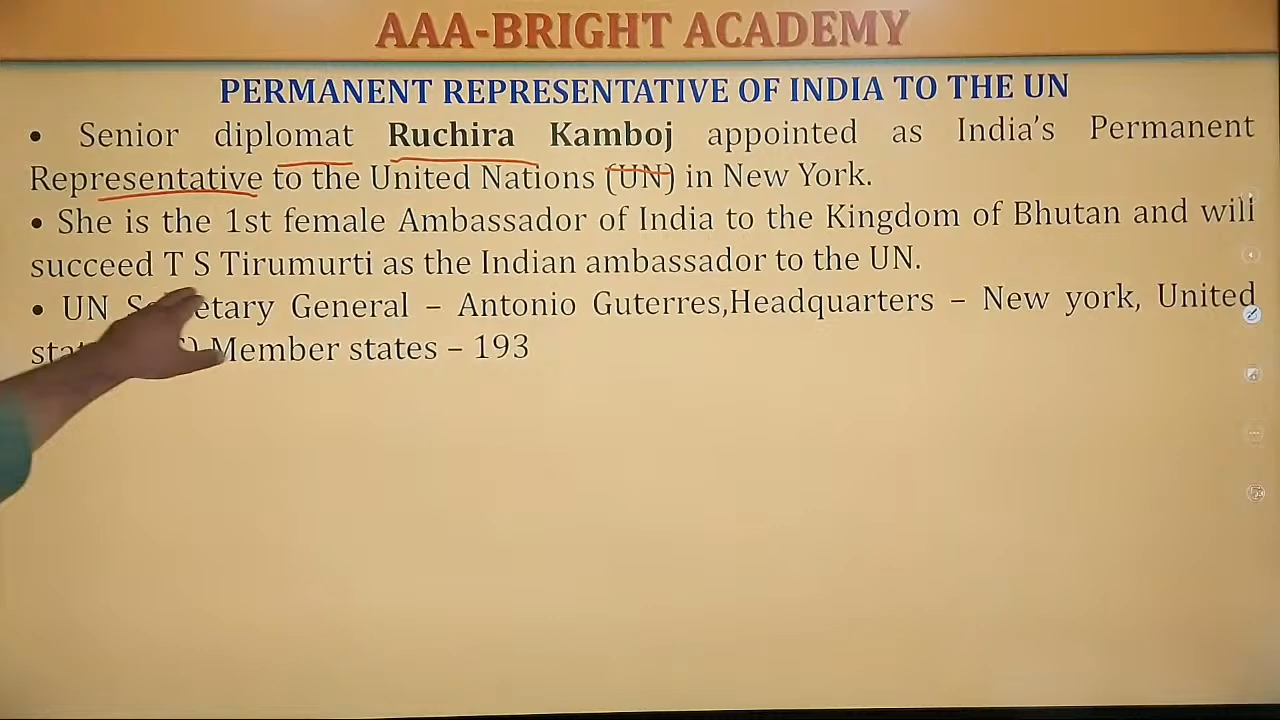 AAA-BRIGHT ACADEMY
PERMANENT REPRESENTATIVE OF INDIA TO THE UN
• Senior diplomat Ruchira Kamboj appointed as India's Permanent
Representative to the United Nations (UN) in New York.
• She is the 1st female Ambassador of India to the Kingdom of Bhutan and will
succeed T S Tirumurti as the Indian ambassador to the UN.
• UN General – Antonio Guterres,Headquarters – New york, United
Member states – 193